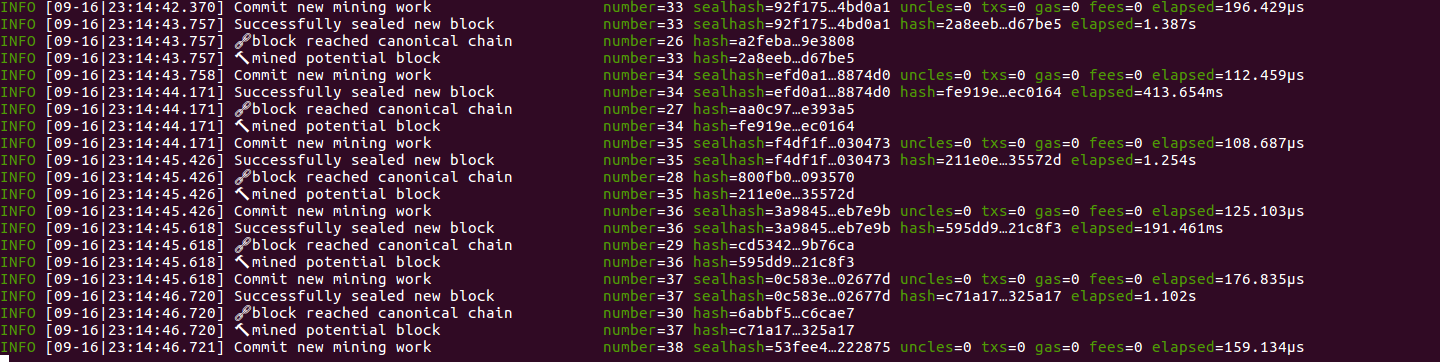 INFO [09-16|23:14:42.370] Commit new mining work number=33 sealhash=92f175…4bd0a1 uncles=0 txs=0 gas=0 fees=0 elapsed=196.429µs
INFO [09-16|23:14:43.757] Successfully sealed new block number=33 sealhash=92f175…4bd0a1 hash=2a8eeb…d67be5 elapsed=1.387s
INFO [09-16|23:14:43.757] 🔗block reached canonical chain number=26 hash=a2feba…9e3808
INFO [09-16|23:14:43.757] 🔨mined potential block number=33 hash=2a8eeb…d67be5
INFO [09-16|23:14:43.758] Commit new mining work number=34 sealhash=efd0a1…8874d0 uncles=0 txs=0 gas=0 fees=0 elapsed=112.459µs
INFO [09-16|23:14:44.171] Successfully sealed new block number=34 sealhash=efd0a1…8874d0 hash=fe919e…ec0164 elapsed=413.654ms
INFO [09-16|23:14:44.171] 🔗block reached canonical chain number=27 hash=aa0c97…e393a5
INFO [09-16|23:14:44.171] 🔨mined potential block number=34 hash=fe919e…ec0164
INFO [09-16|23:14:44.171] Commit new mining work number=35 sealhash=f4df1f…030473 uncles=0 txs=0 gas=0 fees=0 elapsed=108.687µs
INFO [09-16|23:14:45.426] Successfully sealed new block number=35 sealhash=f4df1f…030473 hash=211e0e…35572d elapsed=1.254s
INFO [09-16|23:14:45.426] 🔗block reached canonical chain number=28 hash=800fb0…093570
INFO [09-16|23:14:45.426] 🔨mined potential block number=35 hash=211e0e…35572d
INFO [09-16|23:14:45.426] Commit new mining work number=36 sealhash=3a9845…eb7e9b uncles=0 txs=0 gas=0 fees=0 elapsed=125.103µs
INFO [09-16|23:14:45.618] Successfully sealed new block number=36 sealhash=3a9845…eb7e9b hash=595dd9…21c8f3 elapsed=191.461ms
INFO [09-16|23:14:45.618] 🔗block reached canonical chain number=29 hash=cd5342…9b76ca
INFO [09-16|23:14:45.618] 🔨mined potential block number=36 hash=595dd9…21c8f3
INFO [09-16|23:14:45.618] Commit new mining work number=37 sealhash=0c583e…02677d uncles=0 txs=0 gas=0 fees=0 elapsed=176.835µs
INFO [09-16|23:14:46.720] Successfully sealed new block number=37 sealhash=0c583e…02677d hash=c71a17…325a17 elapsed=1.102s
INFO [09-16|23:14:46.720] 🔗block reached canonical chain number=30 hash=6abbf5…c6cae7
INFO [09-16|23:14:46.720] 🔨mined potential block number=37 hash=c71a17…325a17
INFO [09-16|23:14:46.721] Commit new mining work number=38 sealhash=53fee4…222875 uncles=0 txs=0 gas=0 fees=0 elapsed=159.134µs